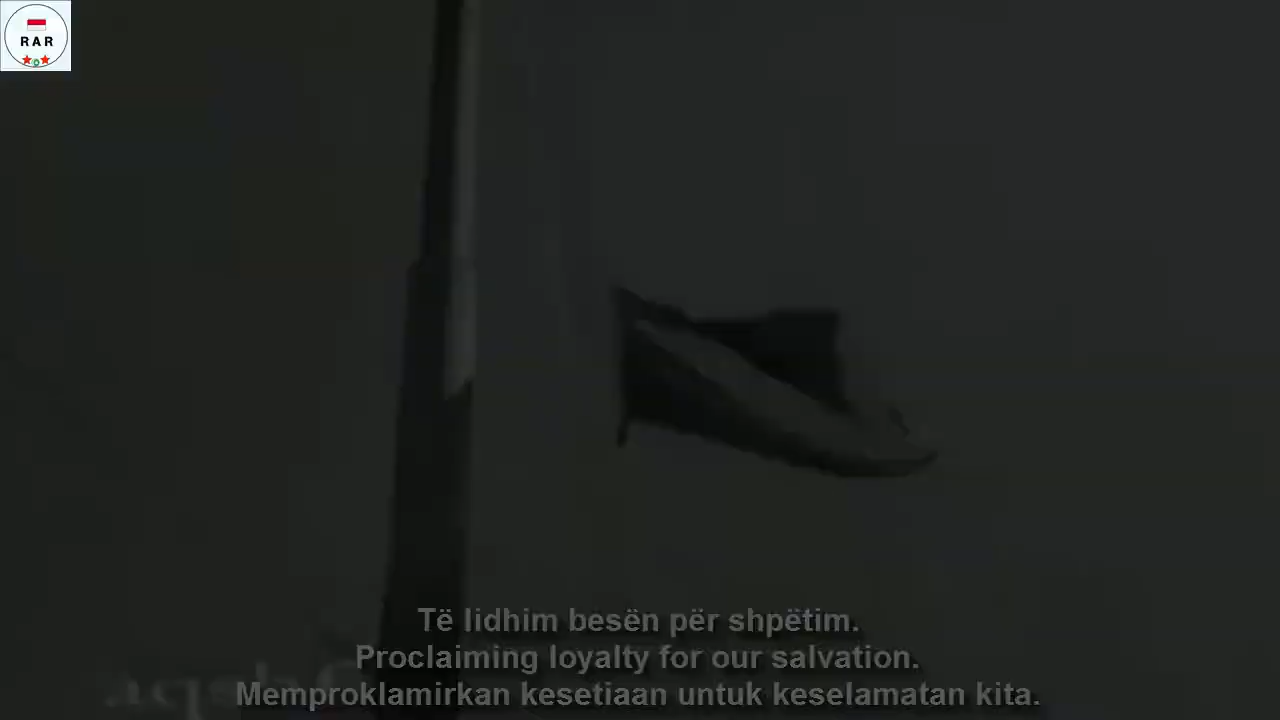 RAR
Të lidhim besën për shpëtim.
Proclaiming loyalty for our salvation.
Memproklamirkan kesetiaan untuk keselamatan kita.